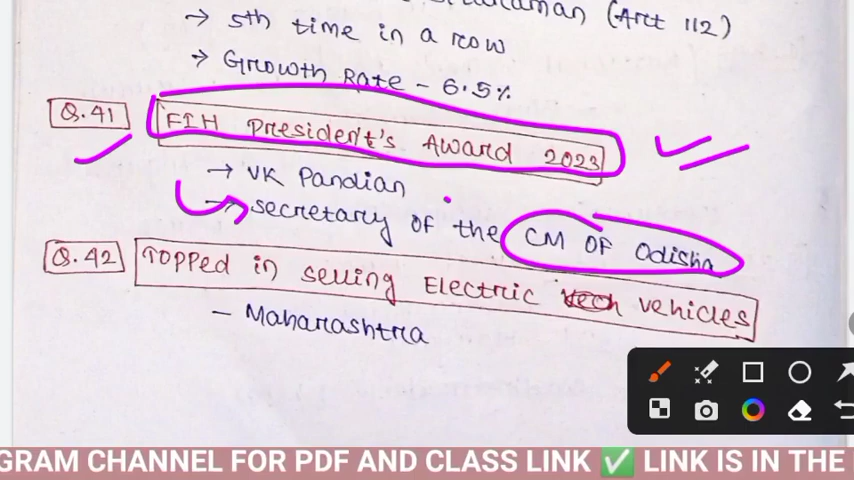 (Art 112)
→ 5th time in a row
→ Growth Rate - 6.5%
Q.41 FIH President's Award 2023
→ VK Pandian
→ secretary of the CM OF Odisha
Q.42 Topped in selling Electric vehicles
- Maharashtra
GRAM CHANNEL FOR PDF AND CLASS LINK ✅ LINK IS IN THE